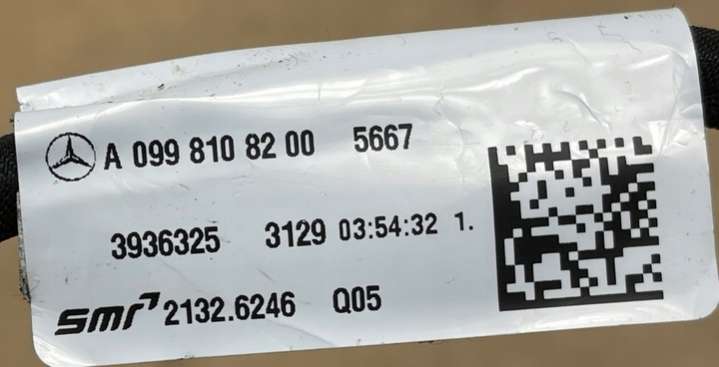 A 099 810 82 00 5667
3936325 3129 03:54:32 1.
smr 2132.6246 Q05